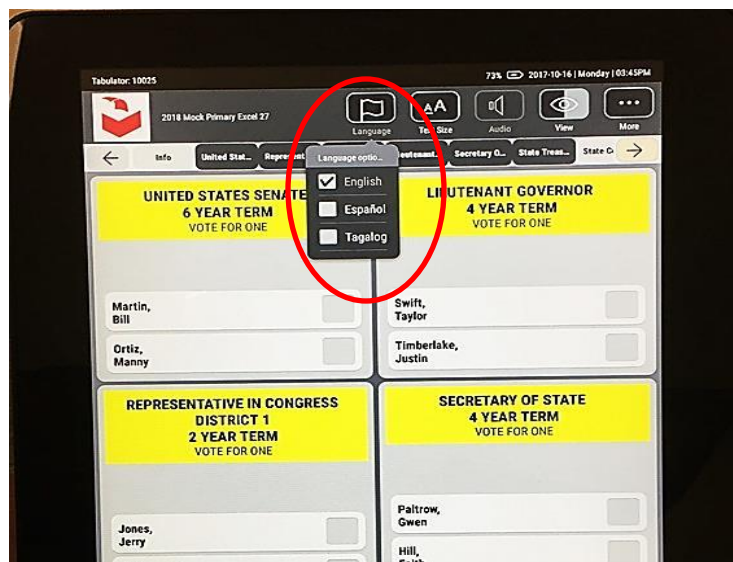 Tabulator: 10025
73% 2017-10-16 | Monday | 03:45PM
2018 Mock Primary Excel 27
Language
Text Size
Audio
View
More
Info
United Stat...
Represent
Lieutenant...
Secretary O...
State Treas...
State C
Language optio...
English
Español
Tagalog
UNITED STATES SENATE
6 YEAR TERM
VOTE FOR ONE
Martin,
Bill
Ortiz,
Manny
LIEUTENANT GOVERNOR
4 YEAR TERM
VOTE FOR ONE
Swift,
Taylor
Timberlake,
Justin
REPRESENTATIVE IN CONGRESS
DISTRICT 1
2 YEAR TERM
VOTE FOR ONE
Jones,
Jerry
SECRETARY OF STATE
4 YEAR TERM
VOTE FOR ONE
Paltrow,
Gwen
Hill,